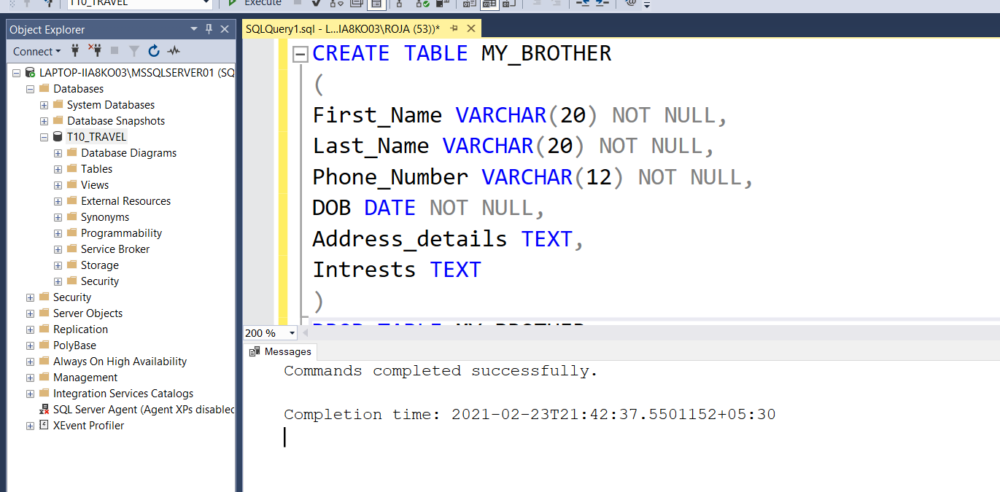 T10_TRAVEL
Execute
Object Explorer
Connect
LAPTOP-IIA8KO03\MSSQLSERVER01 (SQ
Databases
System Databases
Database Snapshots
T10_TRAVEL
Database Diagrams
Tables
Views
External Resources
Synonyms
Programmability
Service Broker
Storage
Security
Security
Server Objects
Replication
PolyBase
Always On High Availability
Management
Integration Services Catalogs
SQL Server Agent (Agent XPs disabled
XEvent Profiler
SQLQuery1.sql - L...IA8KO03\ROJA (53))*
CREATE TABLE MY_BROTHER
(
First_Name VARCHAR(20) NOT NULL,
Last_Name VARCHAR(20) NOT NULL,
Phone_Number VARCHAR(12) NOT NULL,
DOB DATE NOT NULL,
Address_details TEXT,
Intrests TEXT
)
DROP TABLE MY_BROTHER
200 %
Messages
Commands completed successfully.
Completion time: 2021-02-23T21:42:37.5501152+05:30